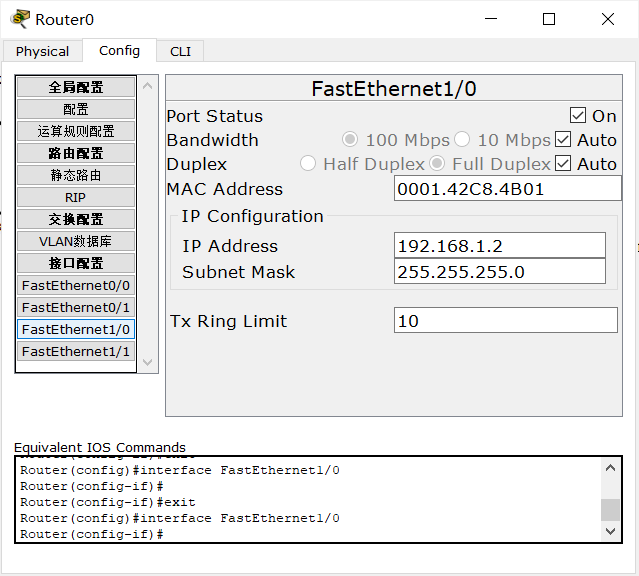 Router0
Physical Config CLI
全局配置
配置
运算规则配置
路由配置
静态路由
RIP
交换配置
VLAN数据库
接口配置
FastEthernet0/0
FastEthernet0/1
FastEthernet1/0
FastEthernet1/1
FastEthernet1/0
Port Status On
Bandwidth 100 Mbps 10 Mbps Auto
Duplex Half Duplex Full Duplex Auto
MAC Address 0001.42C8.4B01
IP Configuration
IP Address 192.168.1.2
Subnet Mask 255.255.255.0
Tx Ring Limit 10
Equivalent IOS Commands
Router(config)#interface FastEthernet1/0
Router(config-if)#
Router(config-if)#exit
Router(config)#interface FastEthernet1/0
Router(config-if)#